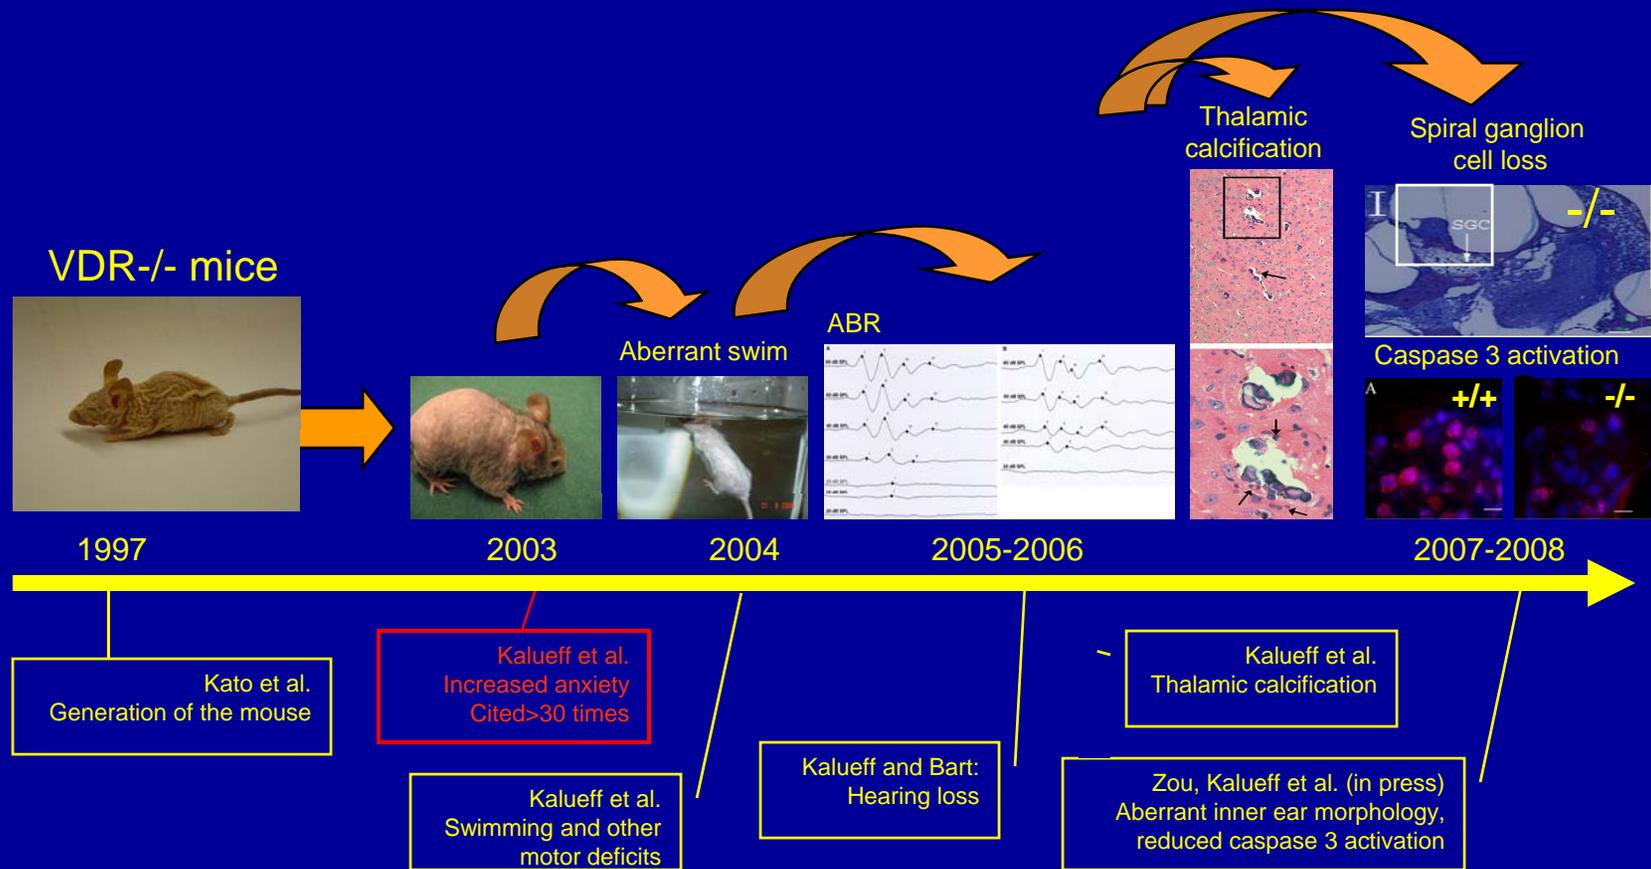 Thalamic
calcification
Spiral ganglion
cell loss
VDR-/- mice
-/-
I
SGC
ABR
Aberrant swim
Caspase 3 activation
A
B
A
+/+
-/-
1997
2003
2004
2005-2006
2007-2008
Kato et al.
Generation of the mouse
Kalueff et al.
Increased anxiety
Cited>30 times
Kalueff et al.
Swimming and other
motor deficits
Kalueff and Bart:
Hearing loss
Kalueff et al.
Thalamic calcification
Zou, Kalueff et al. (in press)
Aberrant inner ear morphology,
reduced caspase 3 activation